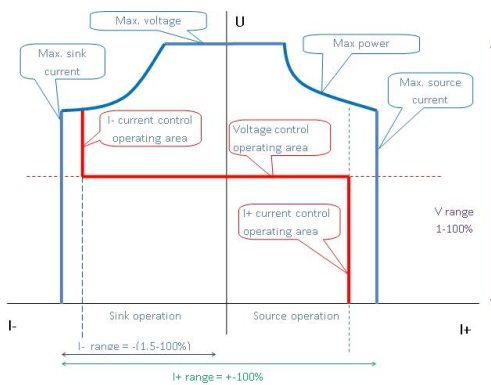 Max. voltage
U
Max. sink
current
Max power
Max. source
current
I- current control
operating area
Voltage control
operating area
I+ current control
operating area
V range
1-100%
I-
Sink operation
Source operation
I+
I- range = -(1.5-100%)
I+ range = +-100%